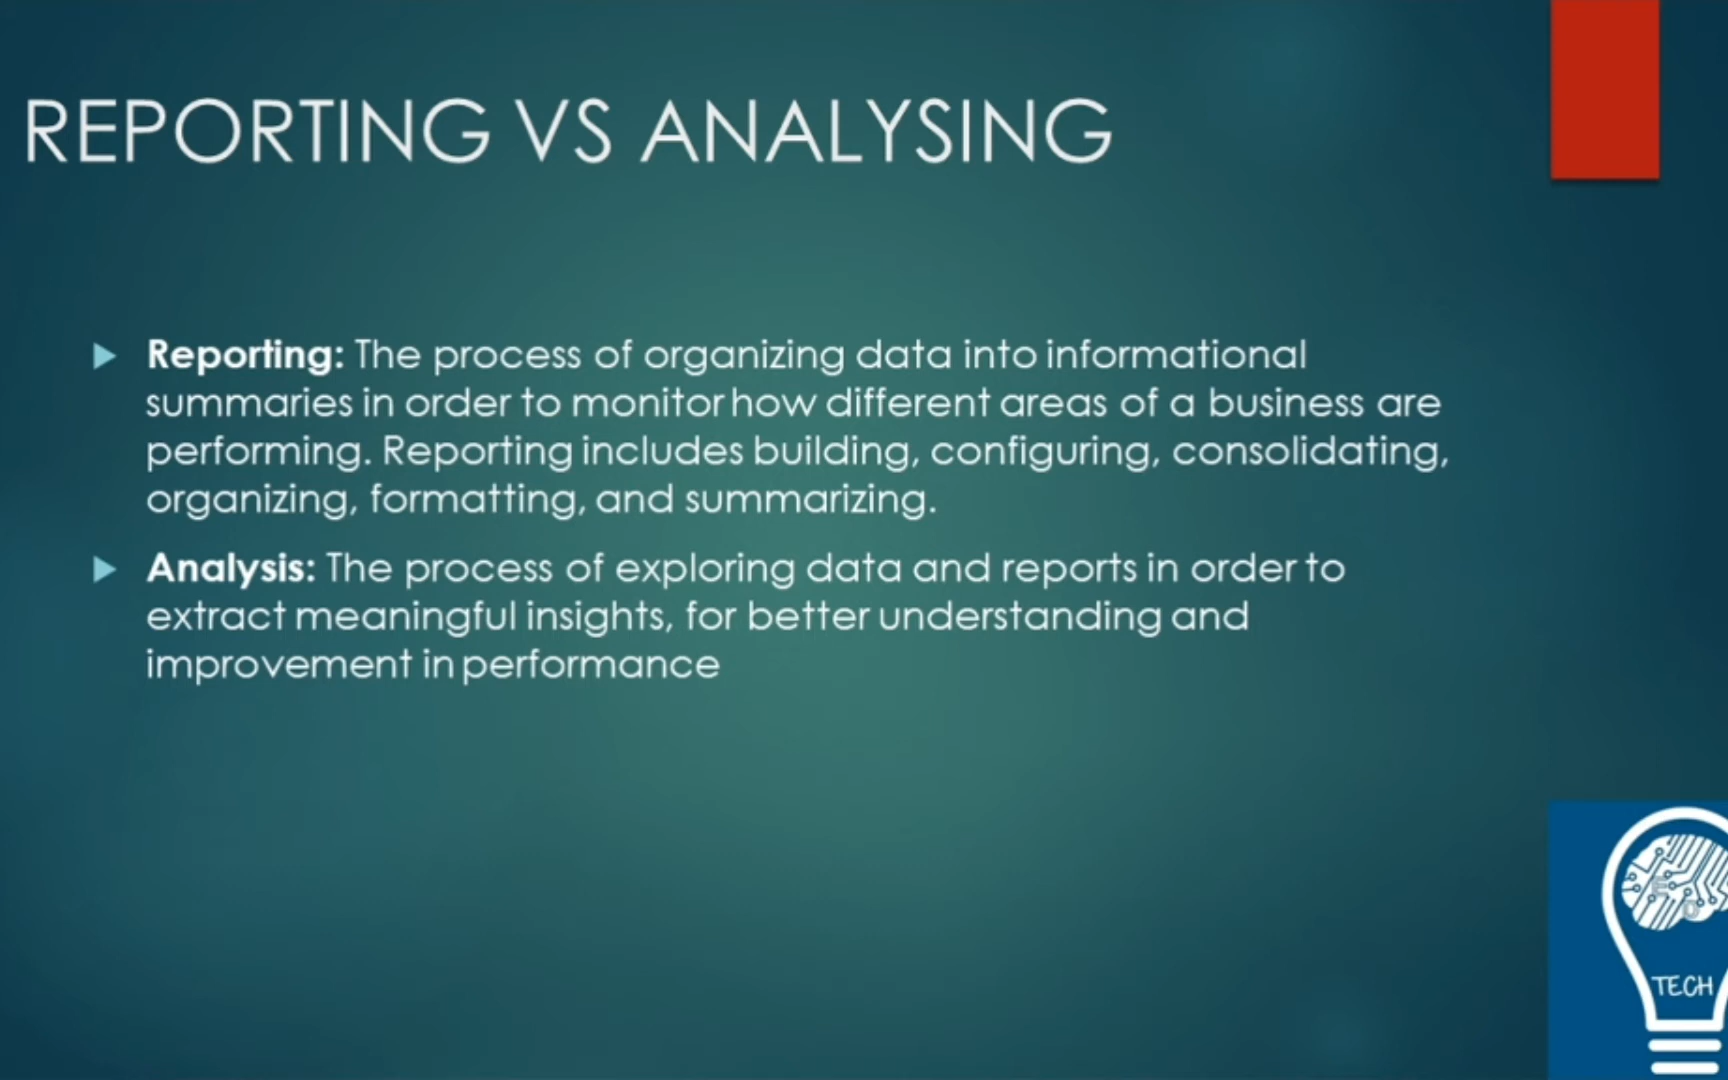 REPORTING VS ANALYSING
Reporting: The process of organizing data into informational
summaries in order to monitor how different areas of a business are
performing. Reporting includes building, configuring, consolidating,
organizing, formatting, and summarizing.
Analysis: The process of exploring data and reports in order to
extract meaningful insights, for better understanding and
improvement in performance
TECH